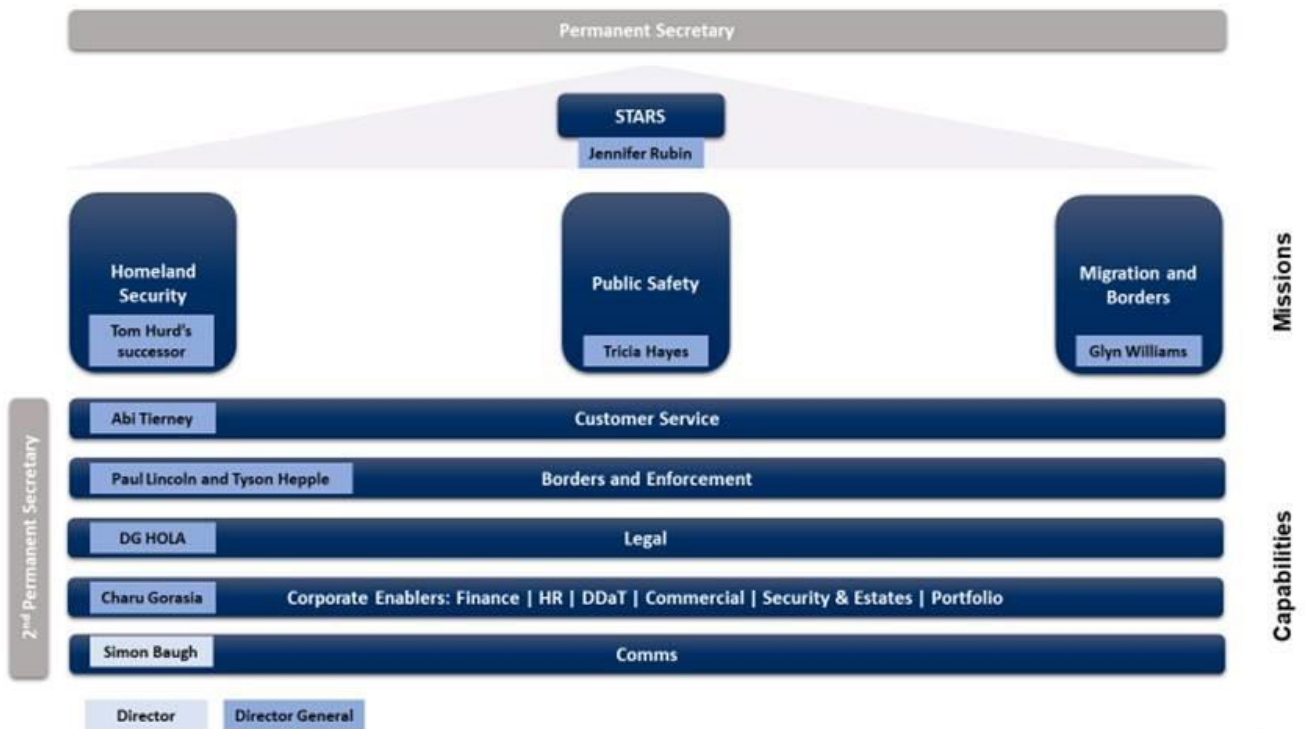 Permanent Secretary
STARS
Jennifer Rubin
Homeland
Security
Tom Hurd's
successor
Public Safety
Tricia Hayes
Migration and
Borders
Glyn Williams
Missions
2nd Permanent Secretary
Abi Tierney
Customer Service
Paul Lincoln and Tyson Hepple
Borders and Enforcement
DG HOLA
Legal
Charu Gorasia
Corporate Enablers: Finance | HR | DDaT | Commercial | Security & Estates | Portfolio
Simon Baugh
Comms
Capabilities
Director
Director General